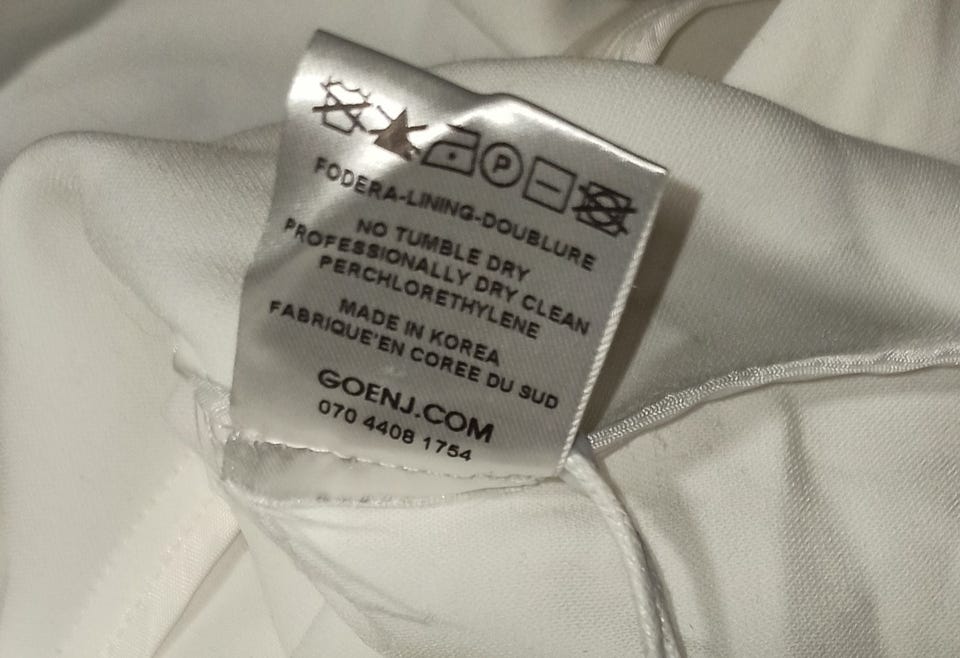 P
FODERA-LINING-DOUBLURE
NO TUMBLE DRY
PROFESSIONALLY DRY CLEAN
PERCHLORETHYLENE
MADE IN KOREA
FABRIQUE'EN COREE DU SUD
GOENJ.COM
070 4408 1754